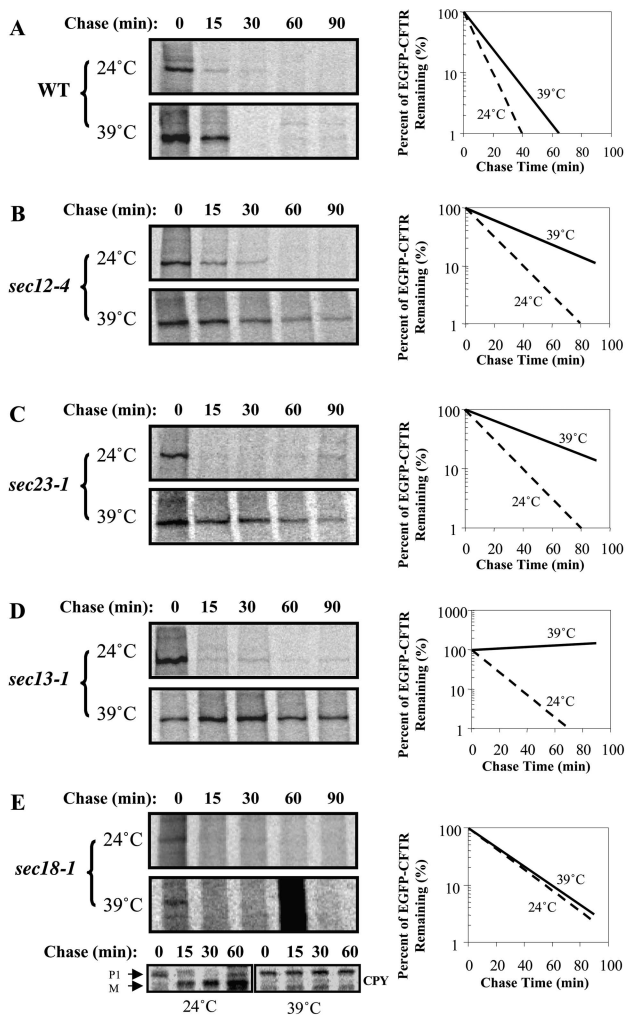 A
Chase (min): 0 15 30 60 90
WT
24˚C
39˚C
Percent of EGFP-CFTR
Remaining (%)
100
10
1
39˚C
24˚C
0 20 40 60 80 100
Chase Time (min)
B
Chase (min): 0 15 30 60 90
sec12-4
24˚C
39˚C
Percent of EGFP-CFTR
Remaining (%)
100
10
1
39˚C
24˚C
0 20 40 60 80 100
Chase Time (min)
C
Chase (min): 0 15 30 60 90
sec23-1
24˚C
39˚C
Percent of EGFP-CFTR
Remaining (%)
100
10
1
39˚C
24˚C
0 20 40 60 80 100
Chase Time (min)
D
Chase (min): 0 15 30 60 90
sec13-1
24˚C
39˚C
Percent of EGFP-CFTR
Remaining (%)
1000
100
10
1
39˚C
24˚C
0 20 40 60 80 100
Chase Time (min)
E
Chase (min): 0 15 30 60 90
sec18-1
24˚C
39˚C
Percent of EGFP-CFTR
Remaining (%)
100
10
1
39˚C
24˚C
0 20 40 60 80 100
Chase Time (min)
Chase (min): 0 15 30 60 0 15 30 60
P1
M
CPY
24˚C 39˚C